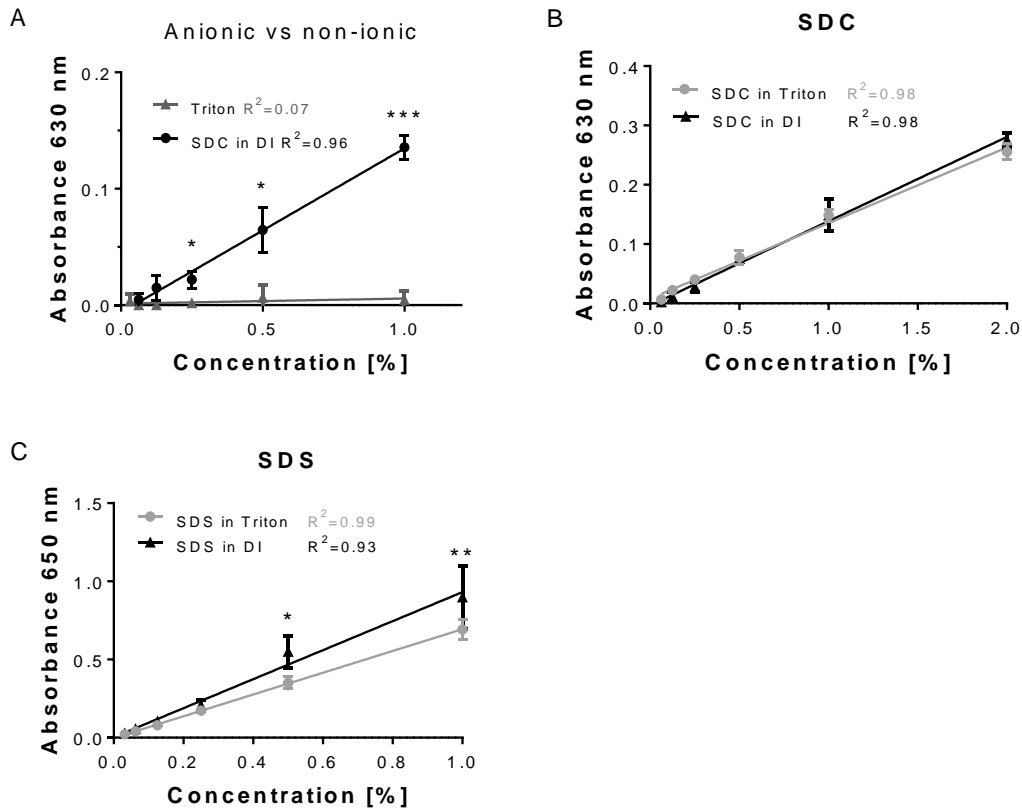 A
Anionic vs non-ionic
Absorbance 630 nm
0.2
0.1
0.0
Triton R²=0.07
SDC in DI R²=0.96
*
*
***
0.0 0.5 1.0
Concentration [%]
B
SDC
Absorbance 630 nm
0.4
0.3
0.2
0.1
0.0
SDC in Triton R²=0.98
SDC in DI R²=0.98
0.0 0.5 1.0 1.5 2.0
Concentration [%]
C
SDS
Absorbance 650 nm
1.5
1.0
0.5
0.0
SDS in Triton R²=0.99
SDS in DI R²=0.93
*
**
0.0 0.2 0.4 0.6 0.8 1.0
Concentration [%]